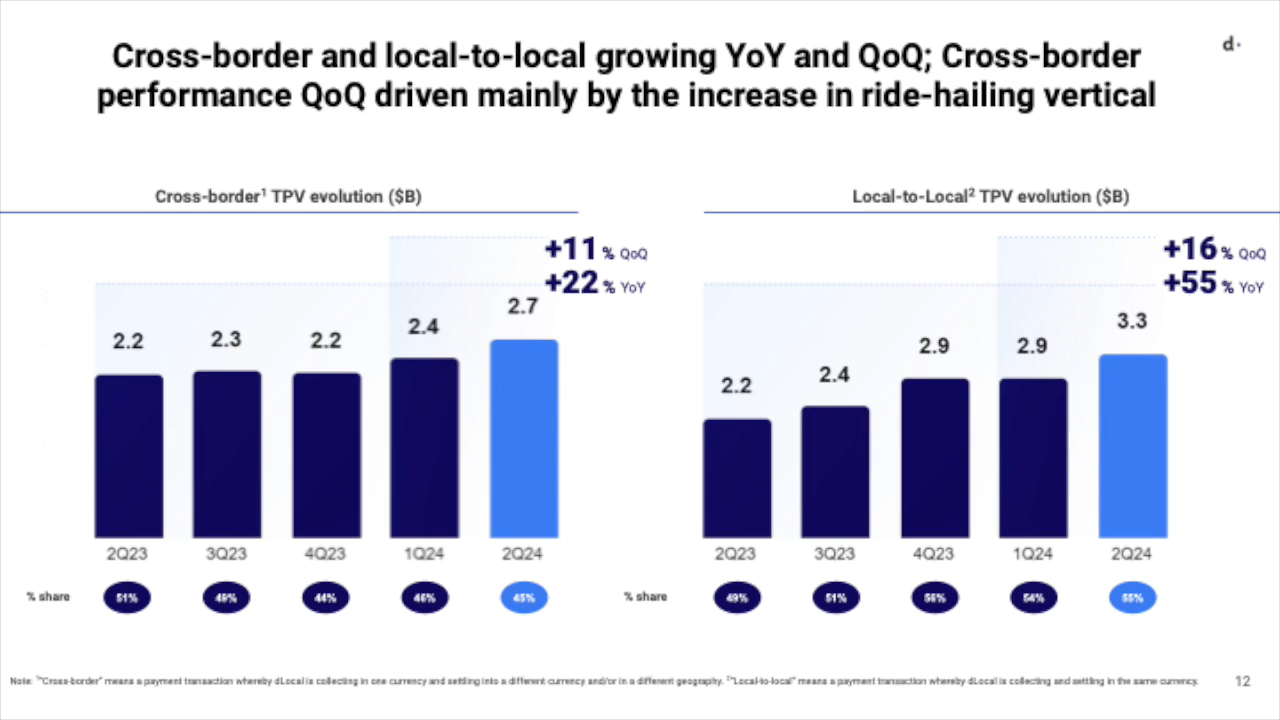 d·
Cross-border and local-to-local growing YoY and QoQ; Cross-border
performance QoQ driven mainly by the increase in ride-hailing vertical
Cross-border¹ TPV evolution ($B)
+11 % QoQ
+22 % YoY
2.2 2.3 2.2 2.4 2.7
2Q23 3Q23 4Q23 1Q24 2Q24
% share 51% 49% 44% 46% 45%
Local-to-Local² TPV evolution ($B)
+16 % QoQ
+55 % YoY
2.2 2.4 2.9 2.9 3.3
2Q23 3Q23 4Q23 1Q24 2Q24
% share 49% 51% 56% 54% 55%
Note: ¹"Cross-border" means a payment transaction whereby dLocal is collecting in one currency and settling into a different currency and/or in a different geography. ²"Local-to-local" means a payment transaction whereby dLocal is collecting and settling in the same currency.
12